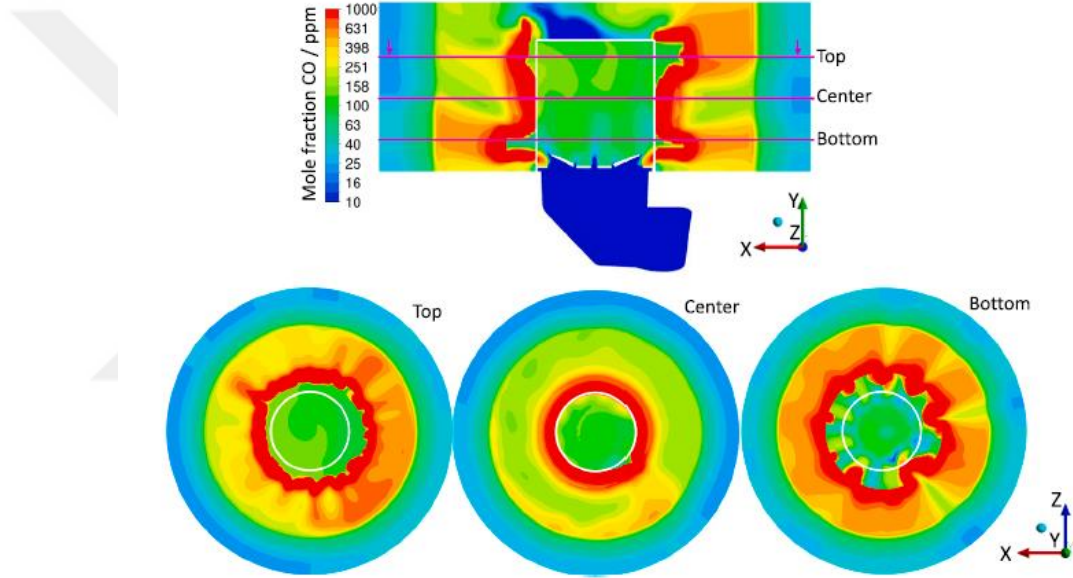 Mole fraction CO / ppm
1000
631
398
251
158
100
63
40
25
16
10
Top
Center
Bottom
Y
Z
X
Top
Center
Bottom
Z
Y
X